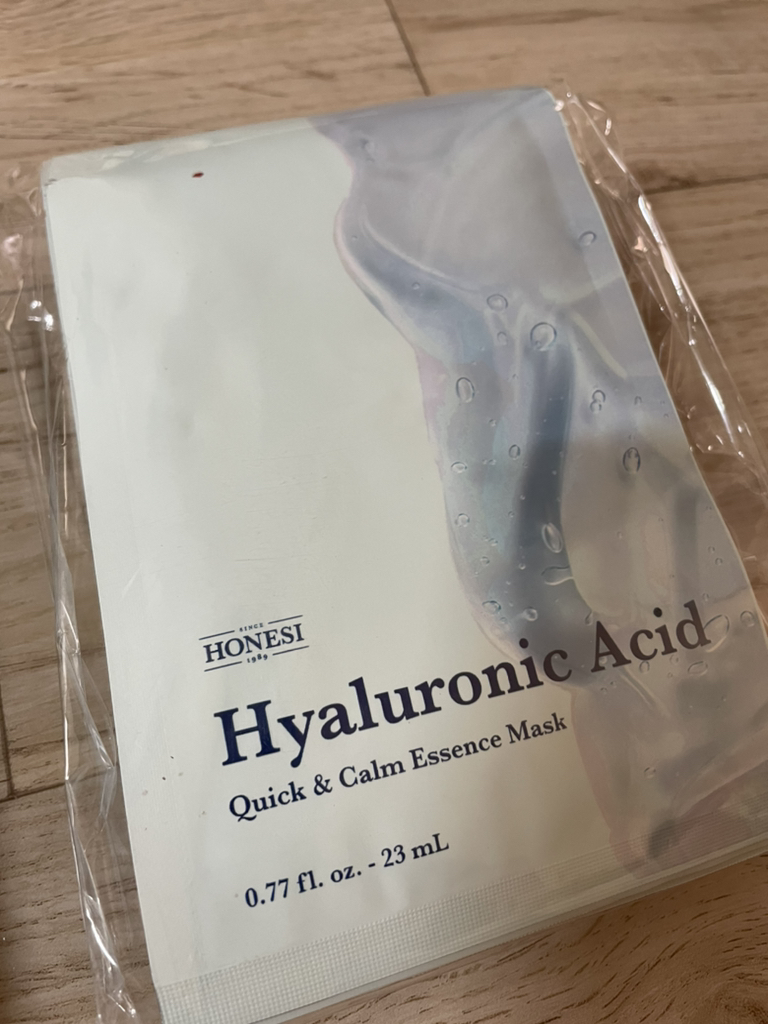 SINCE
HONESI
1989
Hyaluronic Acid
Quick & Calm Essence Mask
0.77 fl. oz. - 23 mL